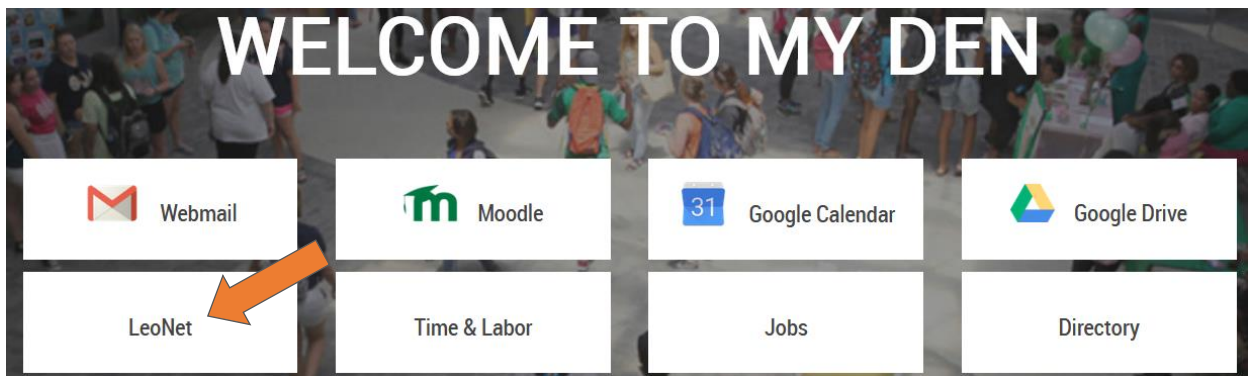 WELCOME TO MY DEN
Webmail
Moodle
31 Google Calendar
Google Drive
LeoNet
Time & Labor
Jobs
Directory